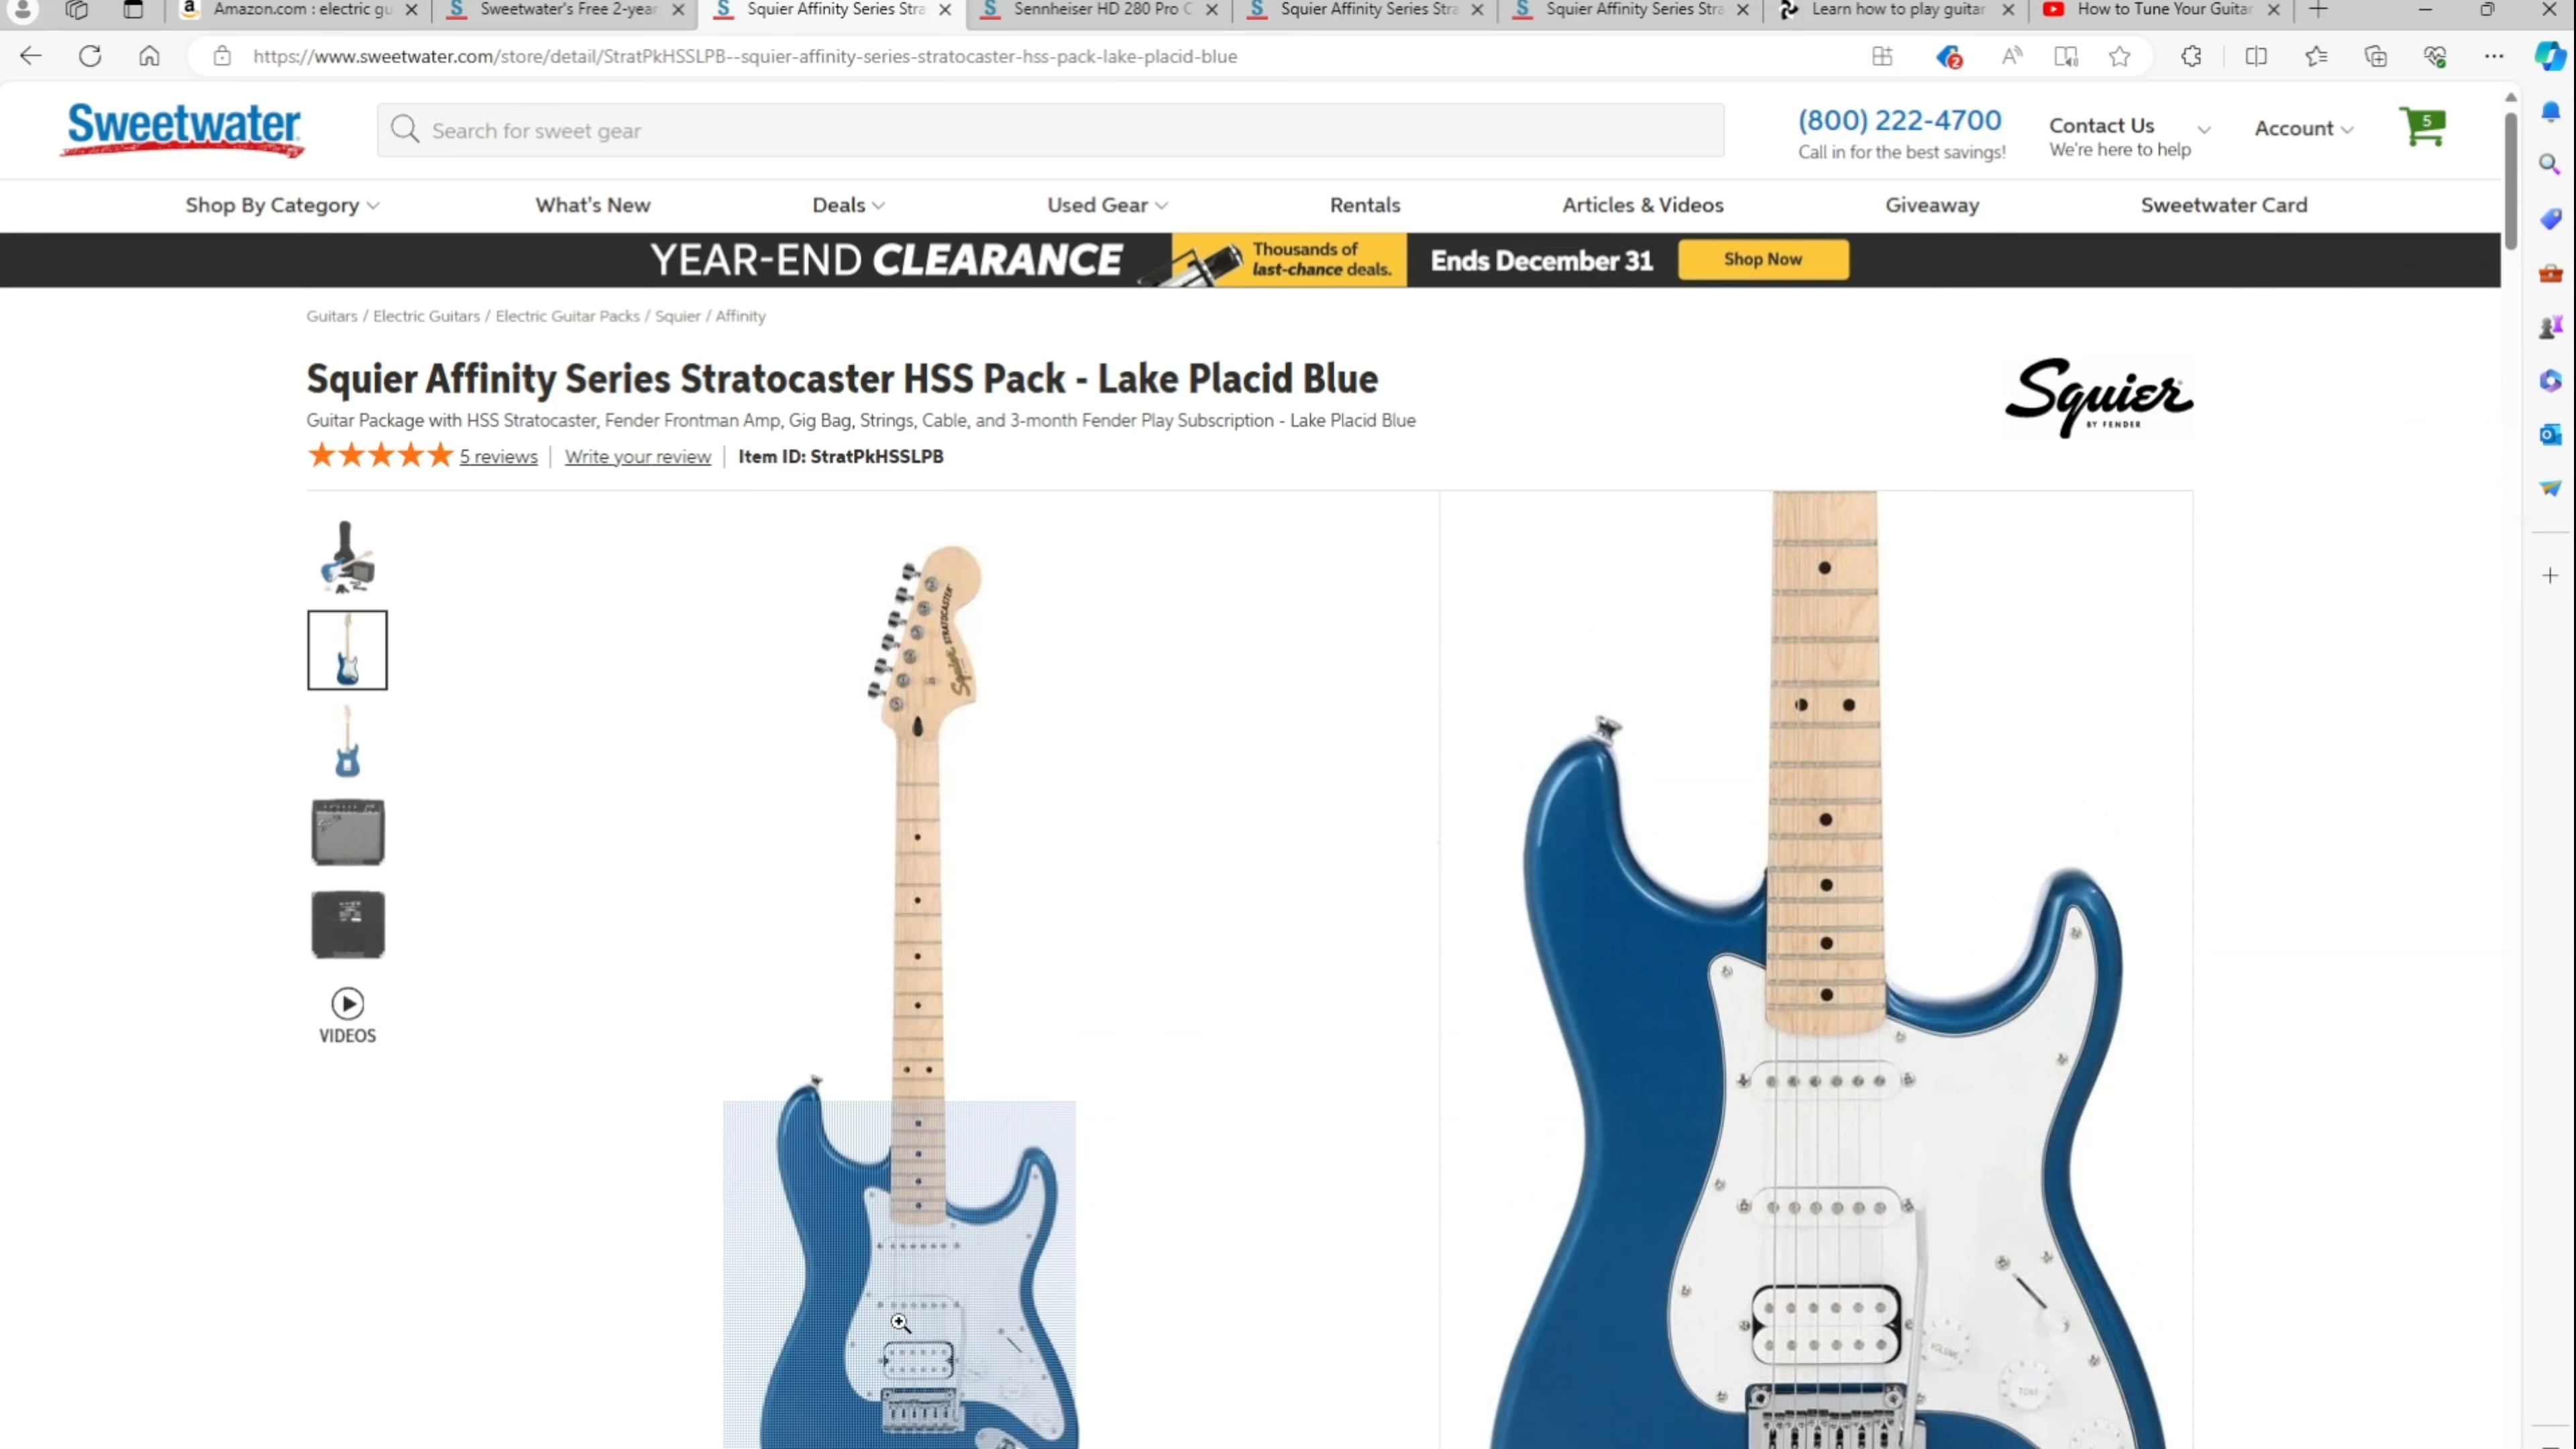 Amazon.com : electric gu
Sweetwater's Free 2-year
Squier Affinity Series Stra
Sennheiser HD 280 Pro C
Squier Affinity Series Stra
Squier Affinity Series Stra
Learn how to play guitar
How to Tune Your Guitar
https://www.sweetwater.com/store/detail/StratPkHSSLPB--squier-affinity-series-stratocaster-hss-pack-lake-placid-blue
2
Sweetwater
Search for sweet gear
(800) 222-4700
Call in for the best savings!
Contact Us
We're here to help
Account
5
Shop By Category
What's New
Deals
Used Gear
Rentals
Articles & Videos
Giveaway
Sweetwater Card
YEAR-END CLEARANCE
Thousands of
last-chance deals.
Ends December 31
Shop Now
Guitars / Electric Guitars / Electric Guitar Packs / Squier / Affinity
Squier Affinity Series Stratocaster HSS Pack - Lake Placid Blue
Guitar Package with HSS Stratocaster, Fender Frontman Amp, Gig Bag, Strings, Cable, and 3-month Fender Play Subscription - Lake Placid Blue
5 reviews
Write your review
Item ID: StratPkHSSLPB
Squier
BY FENDER
Squier STRATOCASTER
VIDEOS
VOLUME
TONE